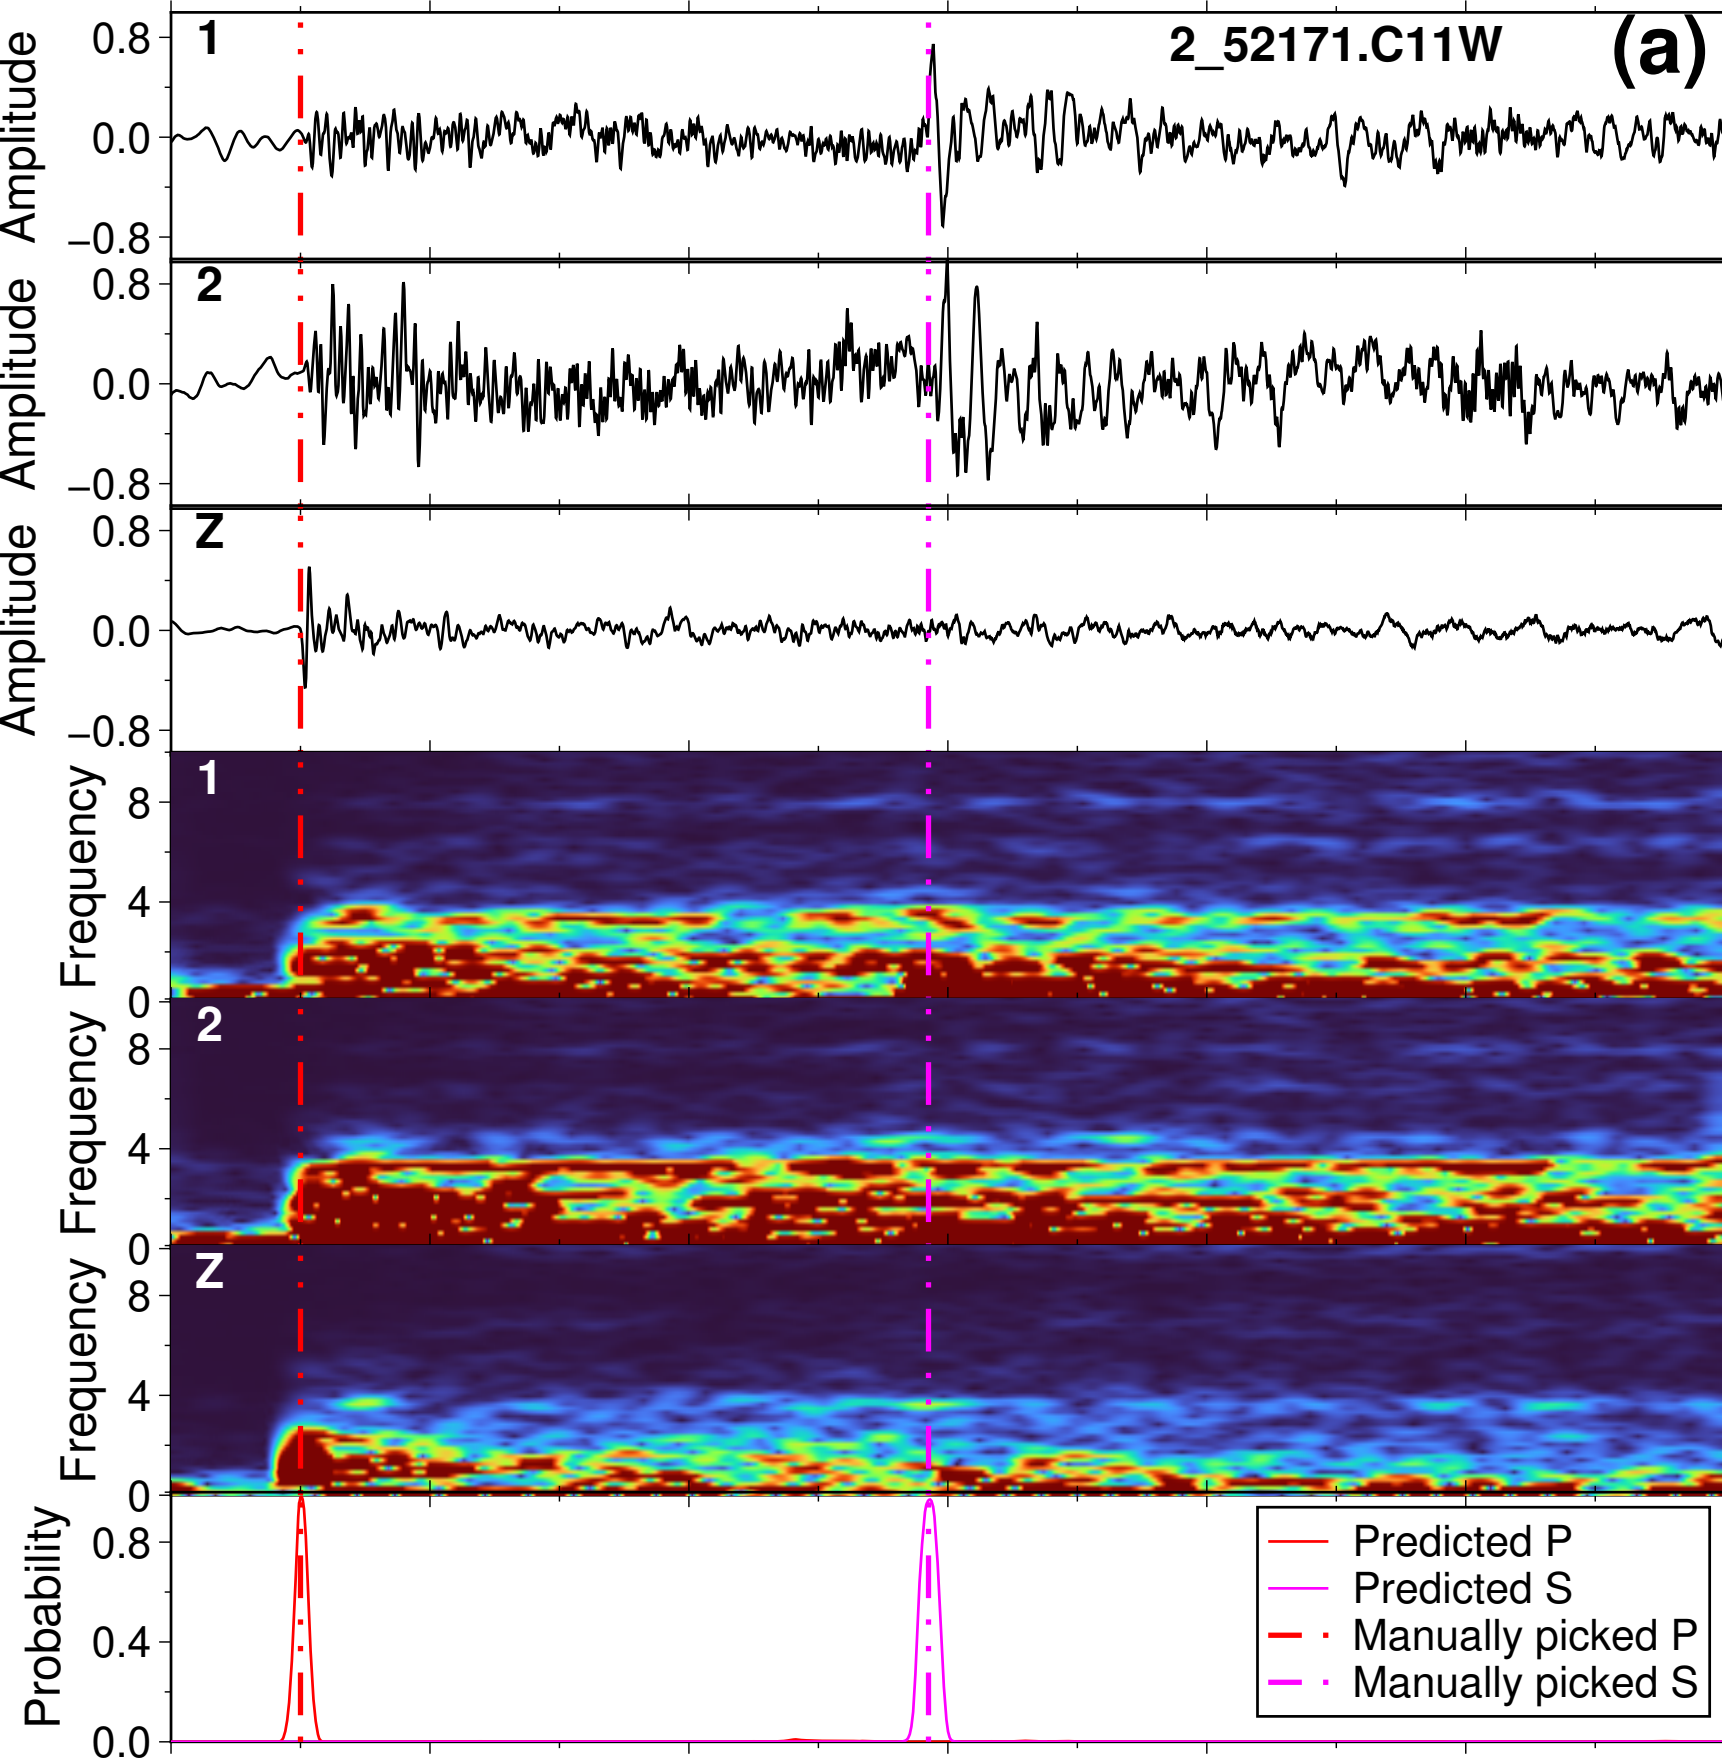 1
2_52171.C11W
(a)
Amplitude
0.8
0.0
−0.8
2
Amplitude
0.8
0.0
−0.8
Z
Amplitude
0.8
0.0
−0.8
1
Frequency
8
4
0
2
Frequency
8
4
0
Z
Frequency
8
4
0
Probability
0.8
0.4
0.0
Predicted P
Predicted S
Manually picked P
Manually picked S